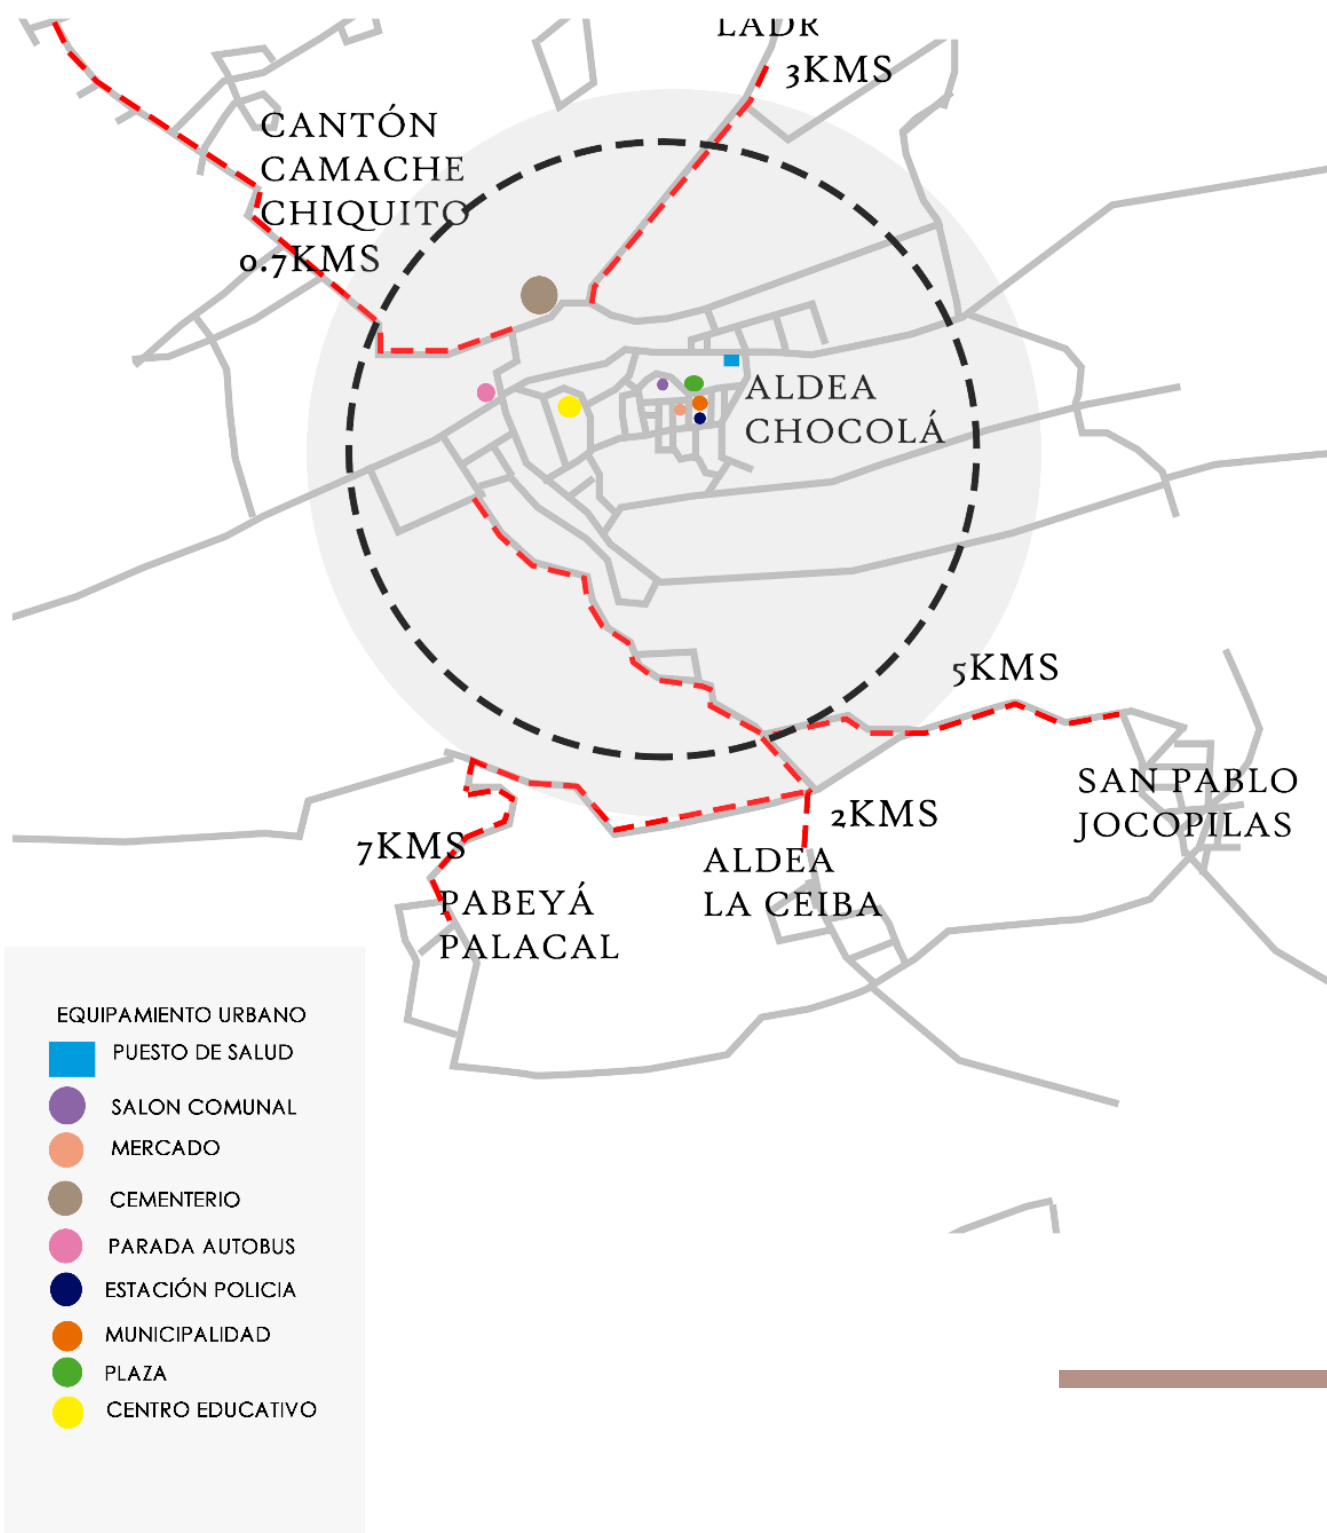 LADR
3KMS
CANTÓN
CAMACHE
CHIQUITO
0.7KMS
ALDEA
CHOCOLÁ
5KMS
SAN PABLO
JOCOPILAS
2KMS
ALDEA
LA CEIBA
7KMS
PABEYÁ
PALACAL
EQUIPAMIENTO URBANO
PUESTO DE SALUD
SALON COMUNAL
MERCADO
CEMENTERIO
PARADA AUTOBUS
ESTACIÓN POLICIA
MUNICIPALIDAD
PLAZA
CENTRO EDUCATIVO